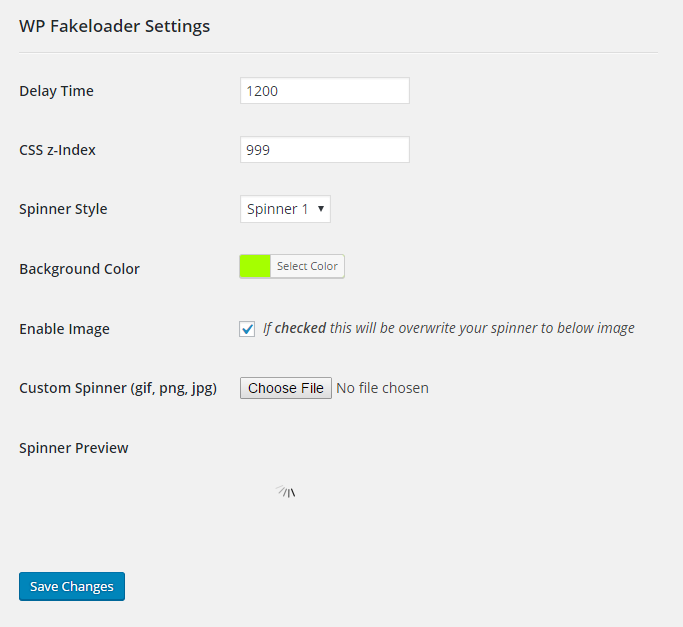 WP Fakeloader Settings
Delay Time 1200
CSS z-Index 999
Spinner Style Spinner 1
Background Color Select Color
Enable Image If checked this will be overwrite your spinner to below image
Custom Spinner (gif, png, jpg) Choose File No file chosen
Spinner Preview
Save Changes